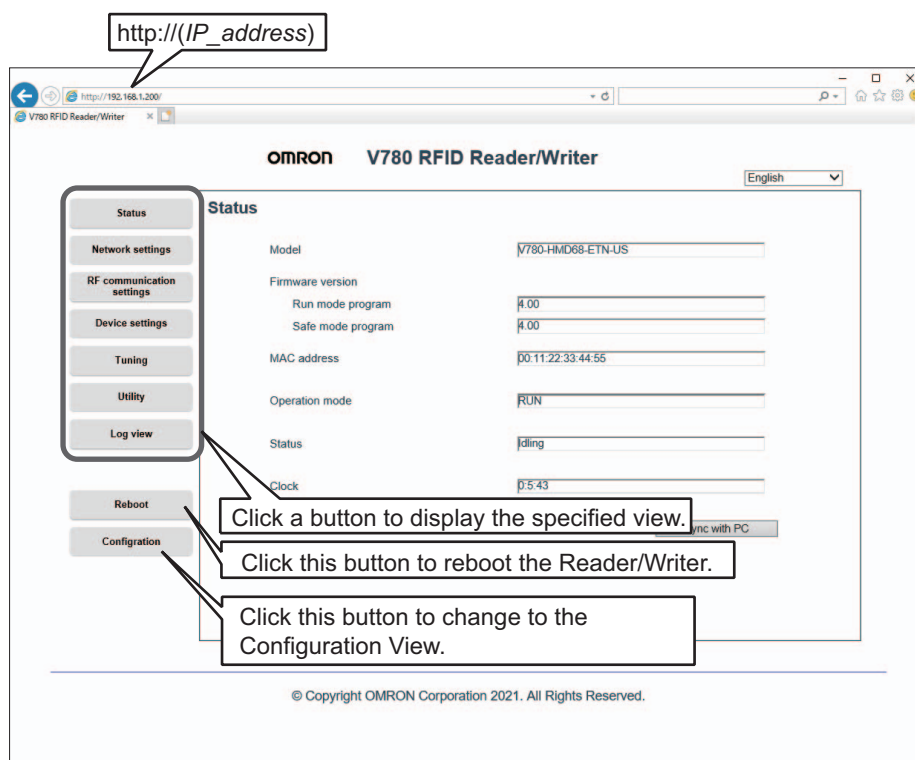 http://(IP_address)
http://192.168.1.200/
V780 RFID Reader/Writer
OMRON V780 RFID Reader/Writer
English
Status
Network settings
RF communication
settings
Device settings
Tuning
Utility
Log view
Reboot
Configration
Status
Model V780-HMD68-ETN-US
Firmware version
Run mode program 4.00
Safe mode program 4.00
MAC address 00:11:22:33:44:55
Operation mode RUN
Status Idling
Clock 0:5:43
with PC
Click a button to display the specified view.
Click this button to reboot the Reader/Writer.
Click this button to change to the
Configuration View.
© Copyright OMRON Corporation 2021. All Rights Reserved.